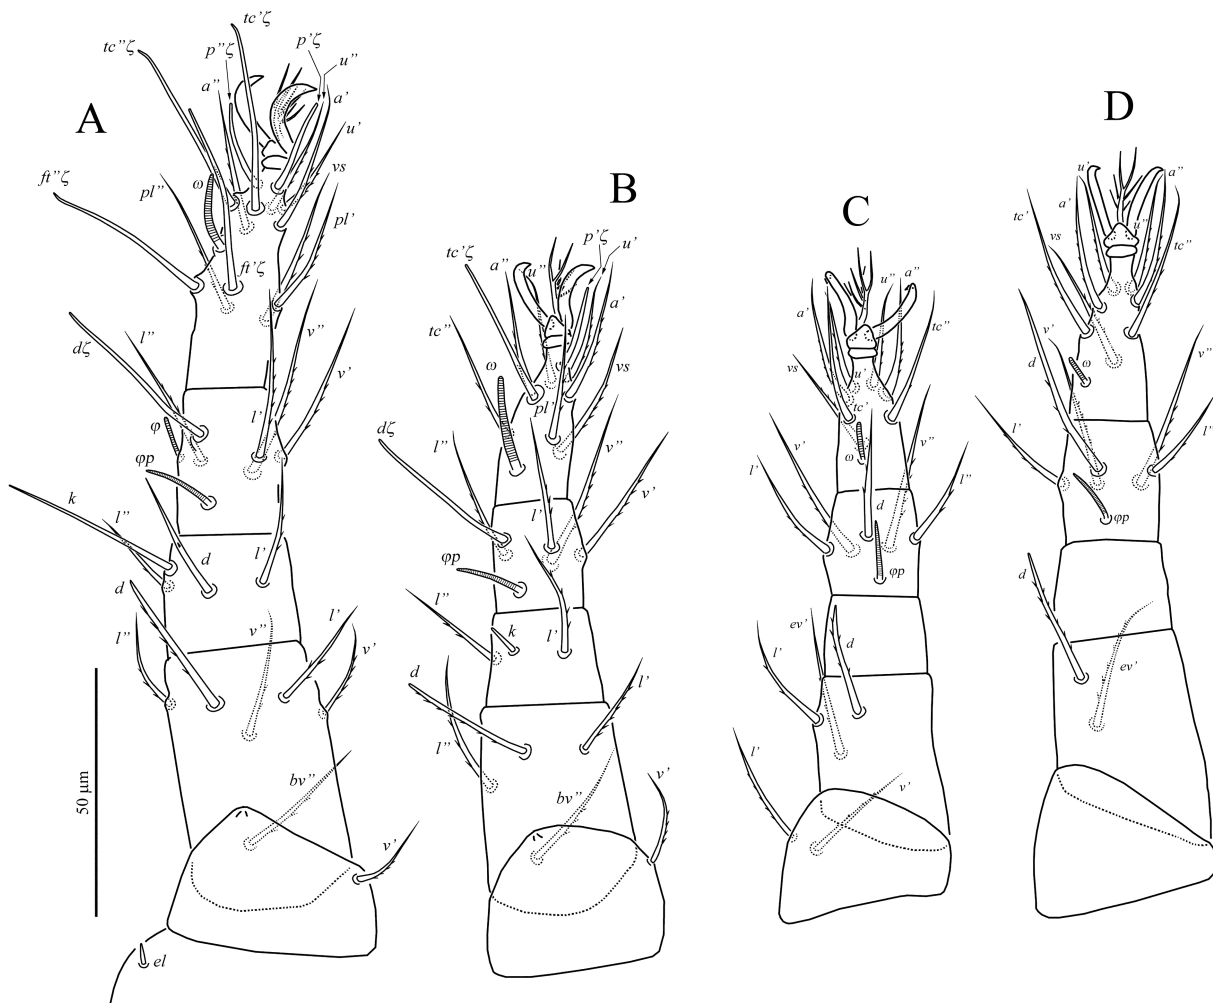 A
tc’ζ
tc”ζ
p”ζ
p’ζ
u”
a”
a’
u’
ft”ζ
pl”
ω
vs
pl’
ft’ζ
dζ
l”
v”
v’
l’
φ
φp
k
l”
d
l’
d
l”
v”
l’
v’
bv”
v’
el
50 μm
B
tc’ζ
a”
u”
p’ζ
u’
a’
tc”
ω
vs
pl’
dζ
l”
v”
v’
l’
φp
l”
k
l’
d
l”
l’
bv”
v’
C
a’
u”
a”
tc”
vs
u’
tc’
ω
v’
v”
l’
l”
d
φp
ev’
d
l’
l’
v’
D
u’
a”
tc’
a’
vs
u”
tc”
v’
ω
v”
d
l’
l”
φp
d
ev’